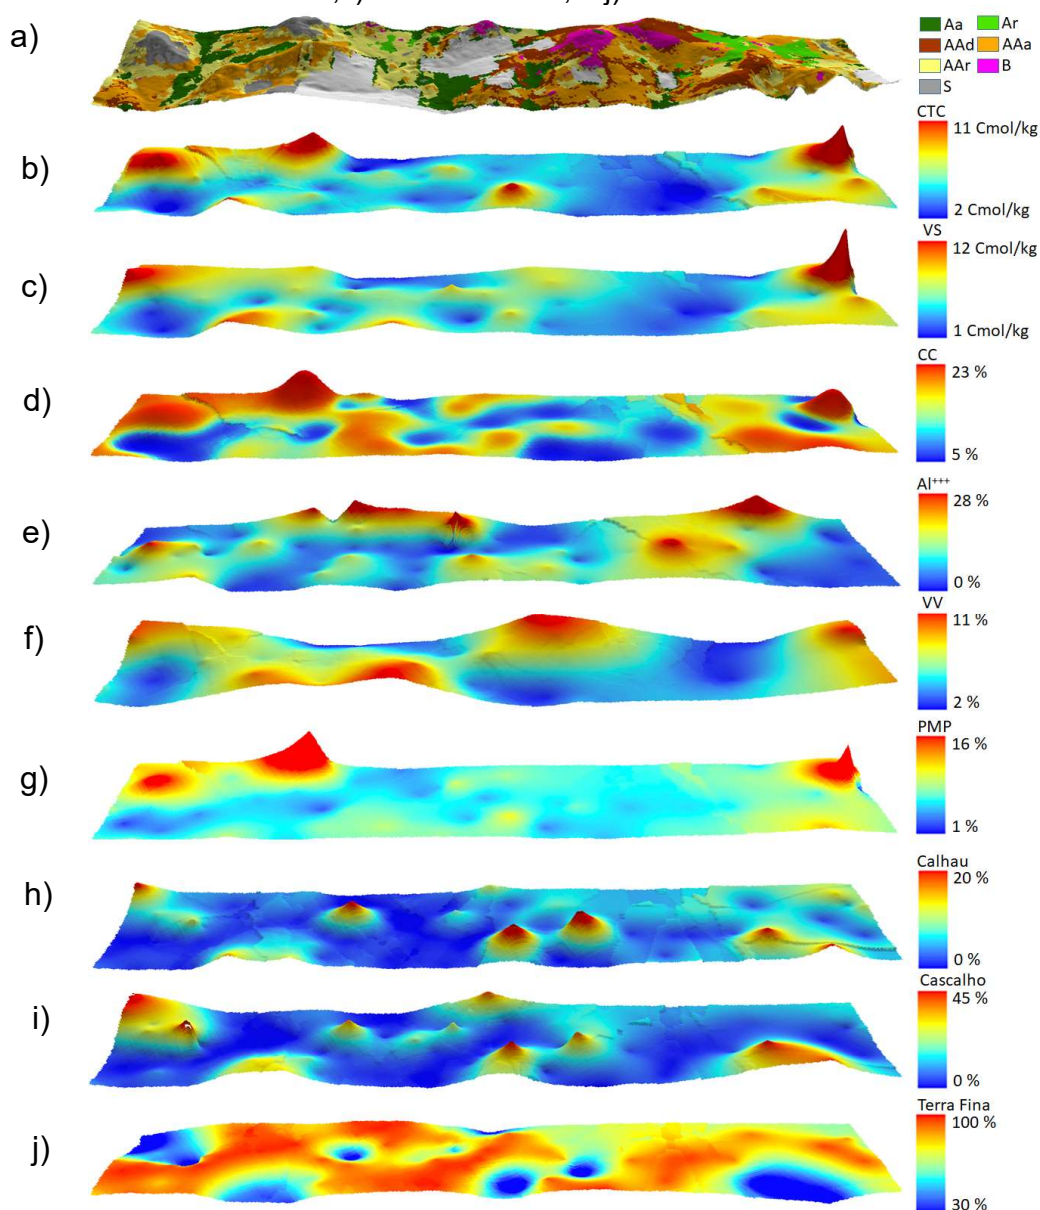 a)
Aa Ar
AAd AAa
AAr B
S
CTC
b)
11 Cmol/kg
2 Cmol/kg
VS
c)
12 Cmol/kg
1 Cmol/kg
CC
d)
23 %
5 %
Al+++
e)
28 %
0 %
VV
f)
11 %
2 %
PMP
g)
16 %
1 %
Calhau
h)
20 %
0 %
Cascalho
i)
45 %
0 %
Terra Fina
j)
100 %
30 %